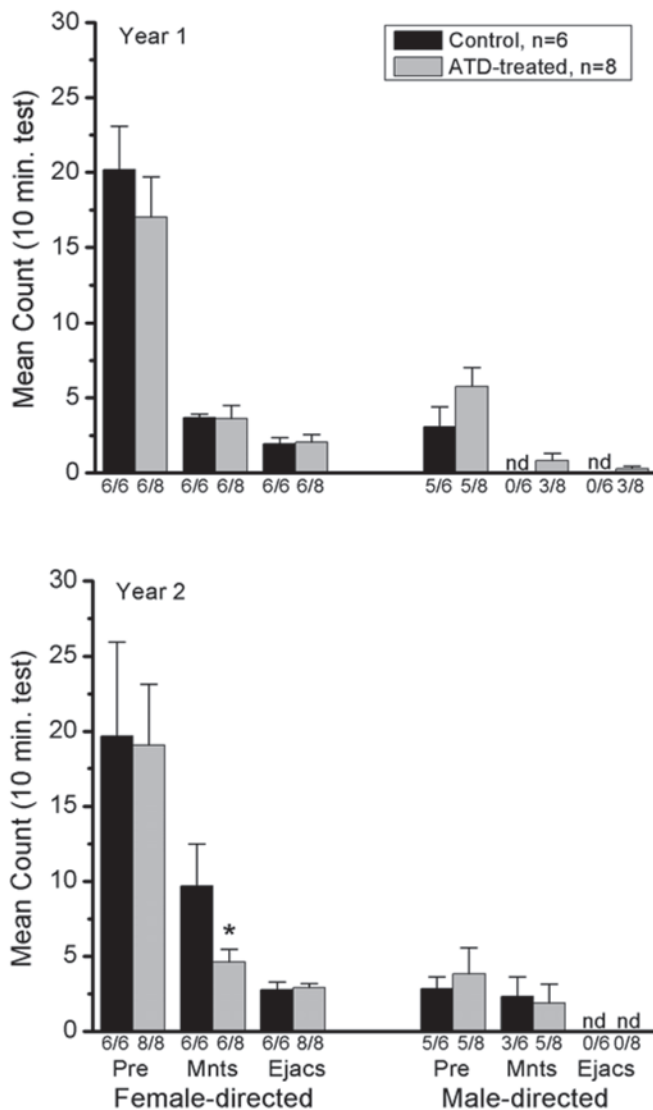 Year 1
Control, n=6
ATD-treated, n=8
Mean Count (10 min. test)
30
25
20
15
10
5
0
6/6 6/8 6/6 6/8 6/6 6/8 5/6 5/8 nd 0/6 3/8 nd 0/6 3/8
Year 2
Mean Count (10 min. test)
30
25
20
15
10
5
0
*
nd nd
6/6 8/8 6/6 6/8 6/6 8/8 5/6 5/8 3/6 5/8 0/6 0/8
Pre Mnts Ejacs Pre Mnts Ejacs
Female-directed Male-directed